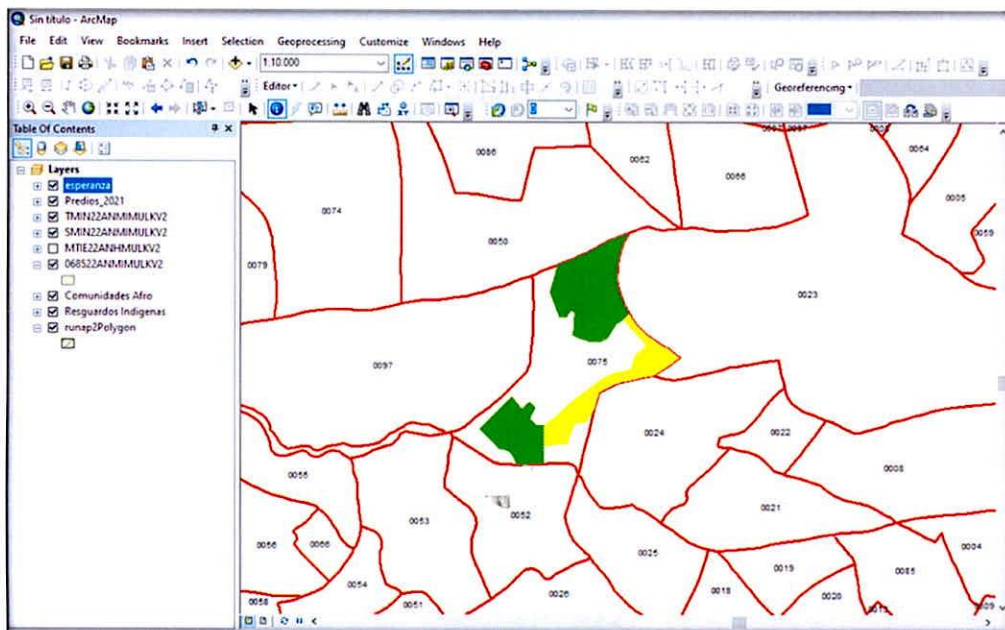 Sin título - ArcMap
File Edit View Bookmarks Insert Selection Geoprocessing Customize Windows Help
1:10.000
Editor
Georeferencing
Table Of Contents
Layers
esperanza
Predios_2021
TMIN22ANMIMULKV2
SMIN22ANMIMULKV2
MTIE22ANHMULKV2
068522ANMIMULKV2
Comunidades Afro
Resguardos Indigenas
runap2Polygon
0086
0062
0066
0064
0005
0059
0074
0050
0079
0023
0097
0075
0024
0022
0008
0055
0053
0052
0021
0056
0066
0025
0019
0085
0004
0054
0018
0020
0058
0051
0026